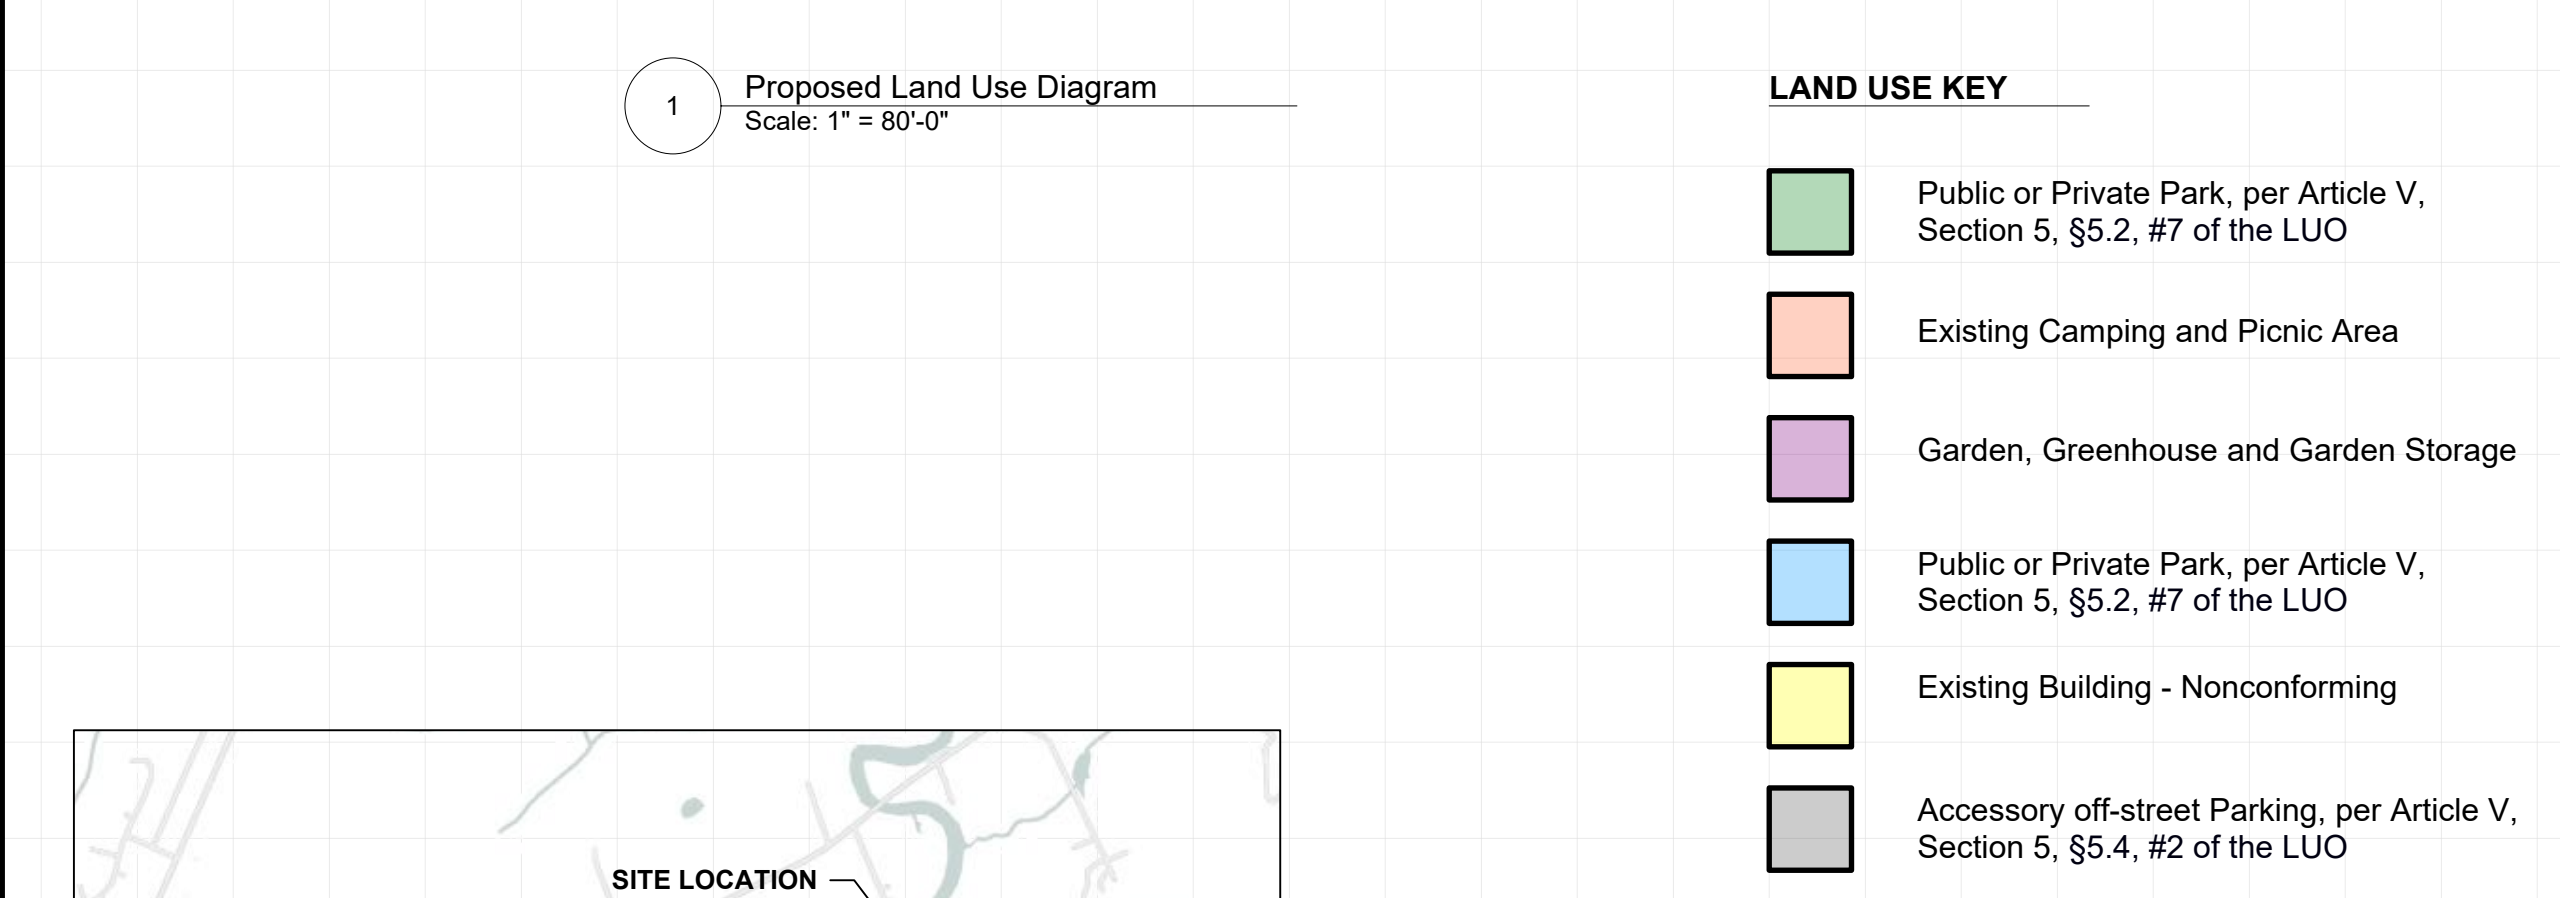 1
Proposed Land Use Diagram
Scale: 1" = 80'-0"
LAND USE KEY
Public or Private Park, per Article V,
Section 5, §5.2, #7 of the LUO
Existing Camping and Picnic Area
Garden, Greenhouse and Garden Storage
Public or Private Park, per Article V,
Section 5, §5.2, #7 of the LUO
Existing Building - Nonconforming
Accessory off-street Parking, per Article V,
Section 5, §5.4, #2 of the LUO
SITE LOCATION